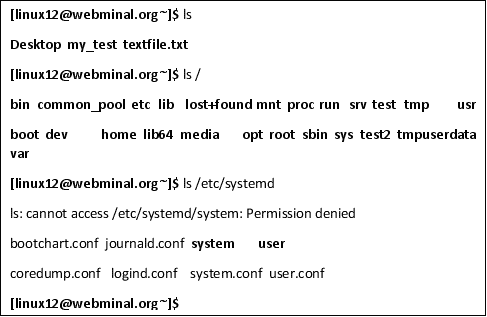 [linux12@webminal.org~]$ ls
Desktop my_test textfile.txt
[linux12@webminal.org~]$ ls /
bin common_pool etc lib lost+found mnt proc run srv test tmp usr
boot dev home lib64 media opt root sbin sys test2 tmpuserdata
var
[linux12@webminal.org~]$ ls /etc/systemd
ls: cannot access /etc/systemd/system: Permission denied
bootchart.conf journald.conf system user
coredump.conf logind.conf system.conf user.conf
[linux12@webminal.org~]$